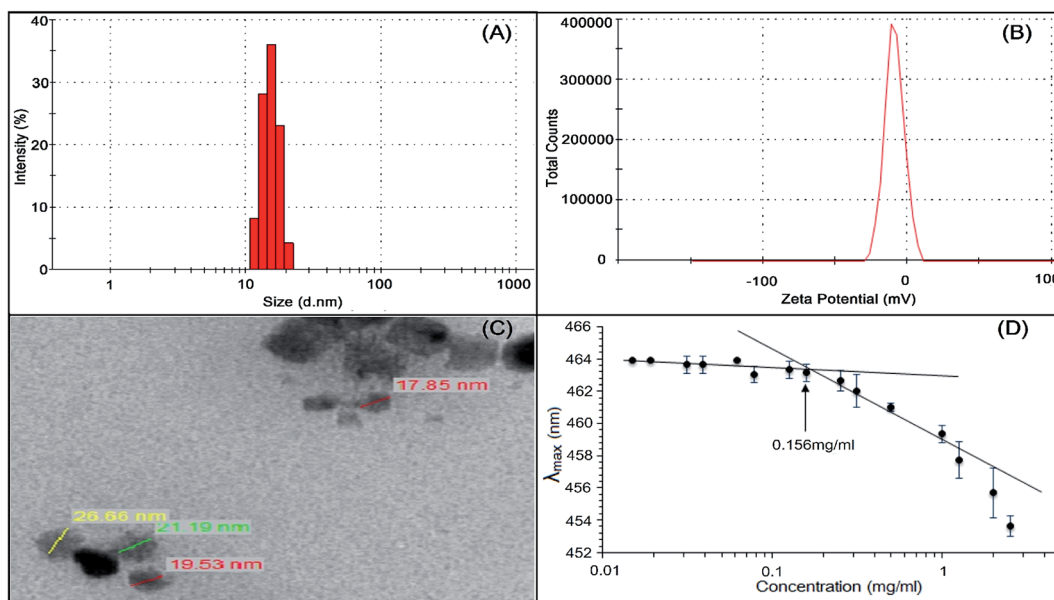 (A)
40
30
20
10
0
Intensity (%)
1
10
100
1000
Size (d.nm)
(B)
400000
300000
200000
100000
0
Total Counts
-100
0
100
Zeta Potential (mV)
(C)
17.85 nm
26.66 nm
21.19 nm
19.53 nm
(D)
466
464
462
460
458
456
454
452
λmax (nm)
0.156mg/ml
0.01
0.1
1
Concentration (mg/ml)